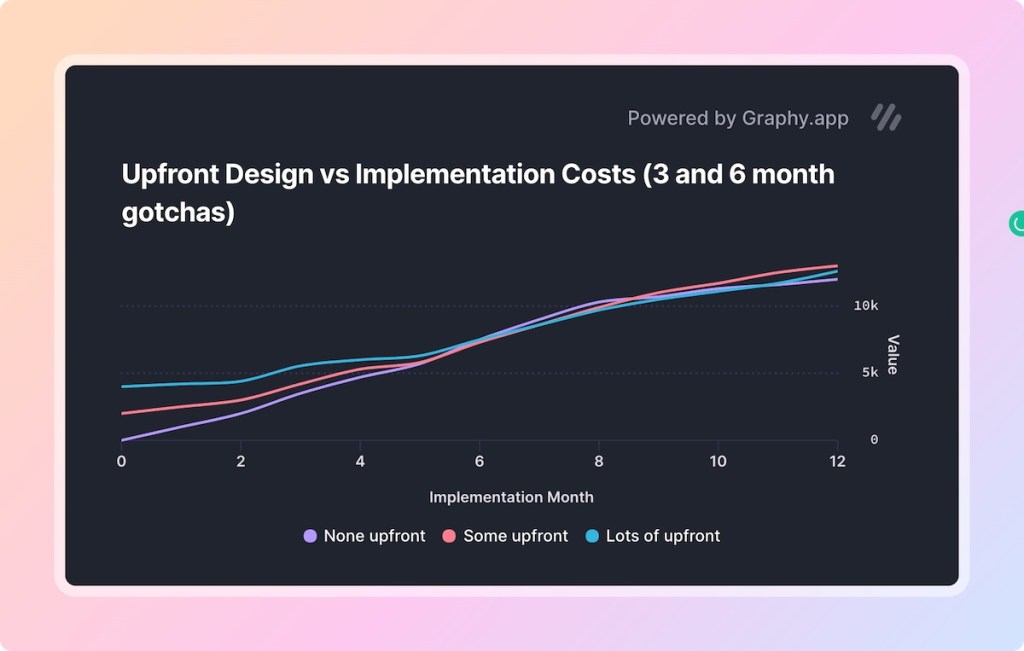 Powered by Graphy.app
Upfront Design vs Implementation Costs (3 and 6 month
gotchas)
10k
5k
0
Value
0 2 4 6 8 10 12
Implementation Month
None upfront Some upfront Lots of upfront